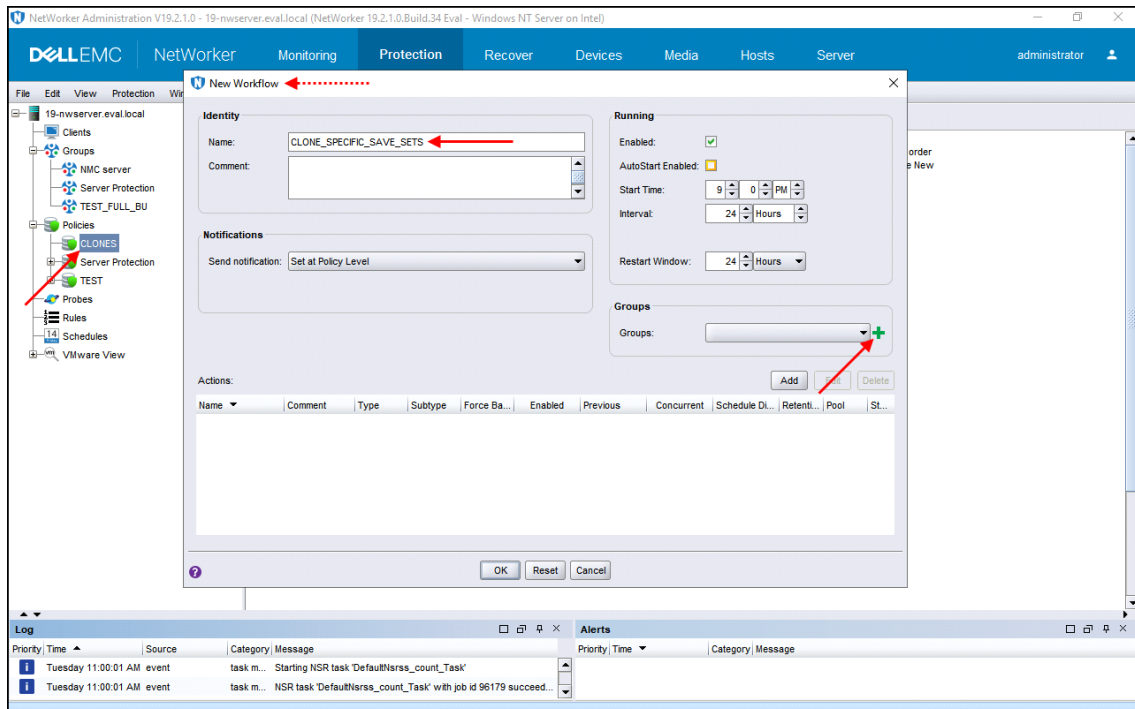 NetWorker Administration V19.2.1.0 - 19-nwserver.eval.local (NetWorker 19.2.1.0.Build.34 Eval - Windows NT Server on Intel)
DELLEMC NetWorker Monitoring Protection Recover Devices Media Hosts Server administrator
File Edit View Protection Wi
New Workflow
19-nwserver.eval.local
Clients
Groups
NMC server
Server Protection
TEST_FULL_BU
Policies
CLONES
Server Protection
TEST
Probes
Rules
14 Schedules
vm VMware View
Identity
Name: CLONE_SPECIFIC_SAVE_SETS
Comment:
Notifications
Send notification: Set at Policy Level
Running
Enabled:
AutoStart Enabled:
Start Time: 9 0 PM
Interval: 24 Hours
Restart Window: 24 Hours
Groups
Groups:
Actions:
Add Delete
Name Comment Type Subtype Force Ba... Enabled Previous Concurrent Schedule Di... Retenti... Pool St...
OK Reset Cancel
order
e New
Log
Priority Time Source Category Message
Tuesday 11:00:01 AM event task m... Starting NSR task 'DefaultNsrss_count_Task'
Tuesday 11:00:01 AM event task m... NSR task 'DefaultNsrss_count_Task' with job id 96179 succeed...
Alerts
Priority Time Category Message